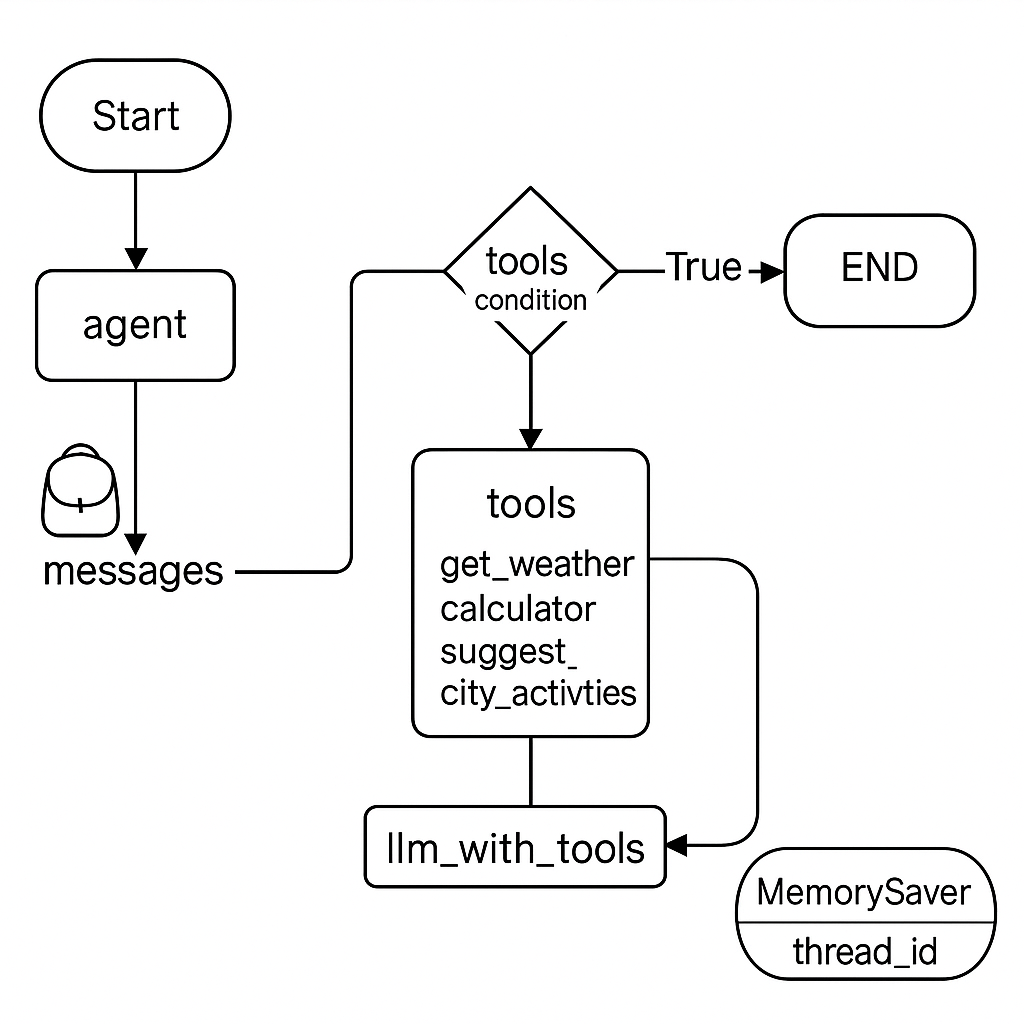 Start
agent
messages
tools
condition
True
END
tools
get_weather
calculator
suggest_
city_activties
llm_with_tools
MemorySaver
thread_id